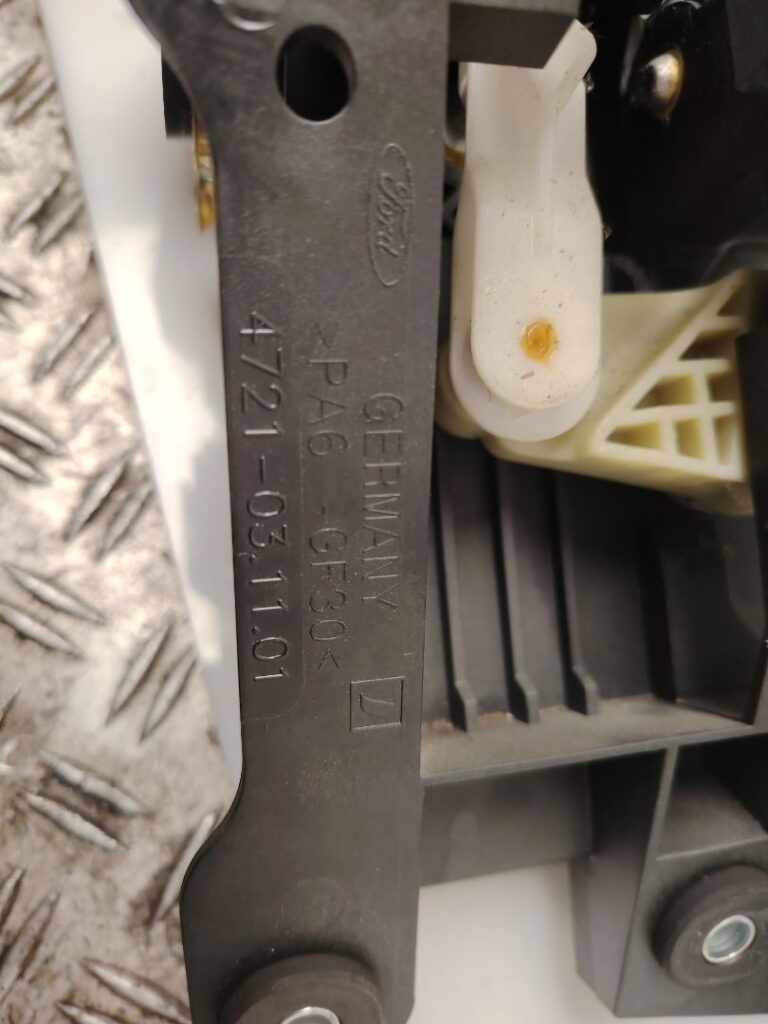 Ford
GERMANY
>PA6-GF30<
4721-03.11.01